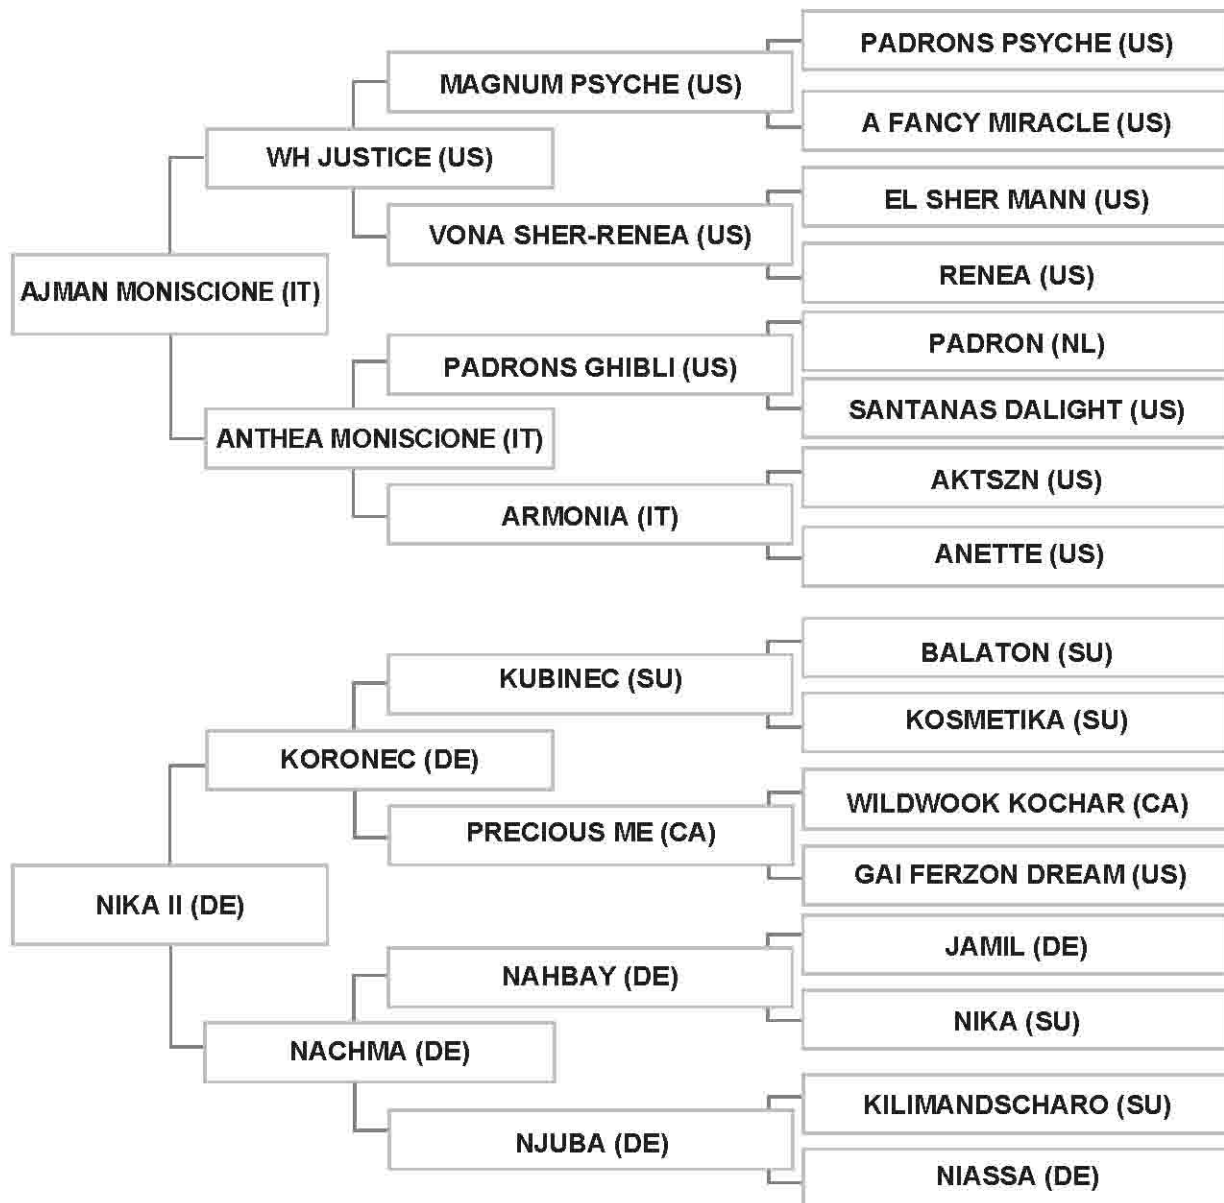 PADRONS PSYCHE (US)
MAGNUM PSYCHE (US)
A FANCY MIRACLE (US)
WH JUSTICE (US)
EL SHER MANN (US)
VONA SHER-RENEA (US)
RENEA (US)
AJMAN MONISCIONE (IT)
PADRON (NL)
PADRONS GHIBLI (US)
SANTANAS DALIGHT (US)
ANTHEA MONISCIONE (IT)
AKTSZN (US)
ARMONIA (IT)
ANETTE (US)
BALATON (SU)
KUBINEC (SU)
KOSMETIKA (SU)
KORONEC (DE)
WILDWOOK KOCHAR (CA)
PRECIOUS ME (CA)
GAI FERZON DREAM (US)
NIKA II (DE)
JAMIL (DE)
NAHBAY (DE)
NIKA (SU)
NACHMA (DE)
KILIMANDSCHARO (SU)
NJUBA (DE)
NIASSA (DE)